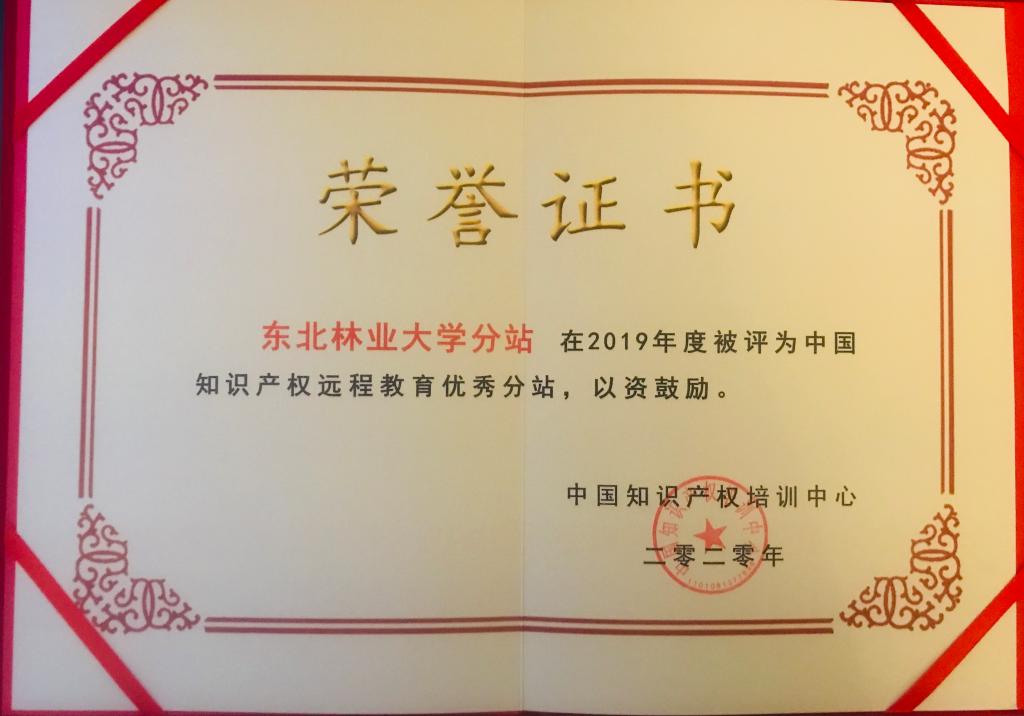 荣誉证书
东北林业大学分站 在2019年度被评为中国
知识产权远程教育优秀分站，以资鼓励。
中国知识产权培训中心
二零二零年